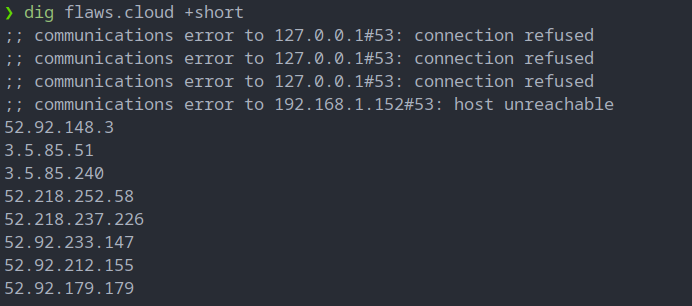 ❯ dig flaws.cloud +short
;; communications error to 127.0.0.1#53: connection refused
;; communications error to 127.0.0.1#53: connection refused
;; communications error to 127.0.0.1#53: connection refused
;; communications error to 192.168.1.152#53: host unreachable
52.92.148.3
3.5.85.51
3.5.85.240
52.218.252.58
52.218.237.226
52.92.233.147
52.92.212.155
52.92.179.179